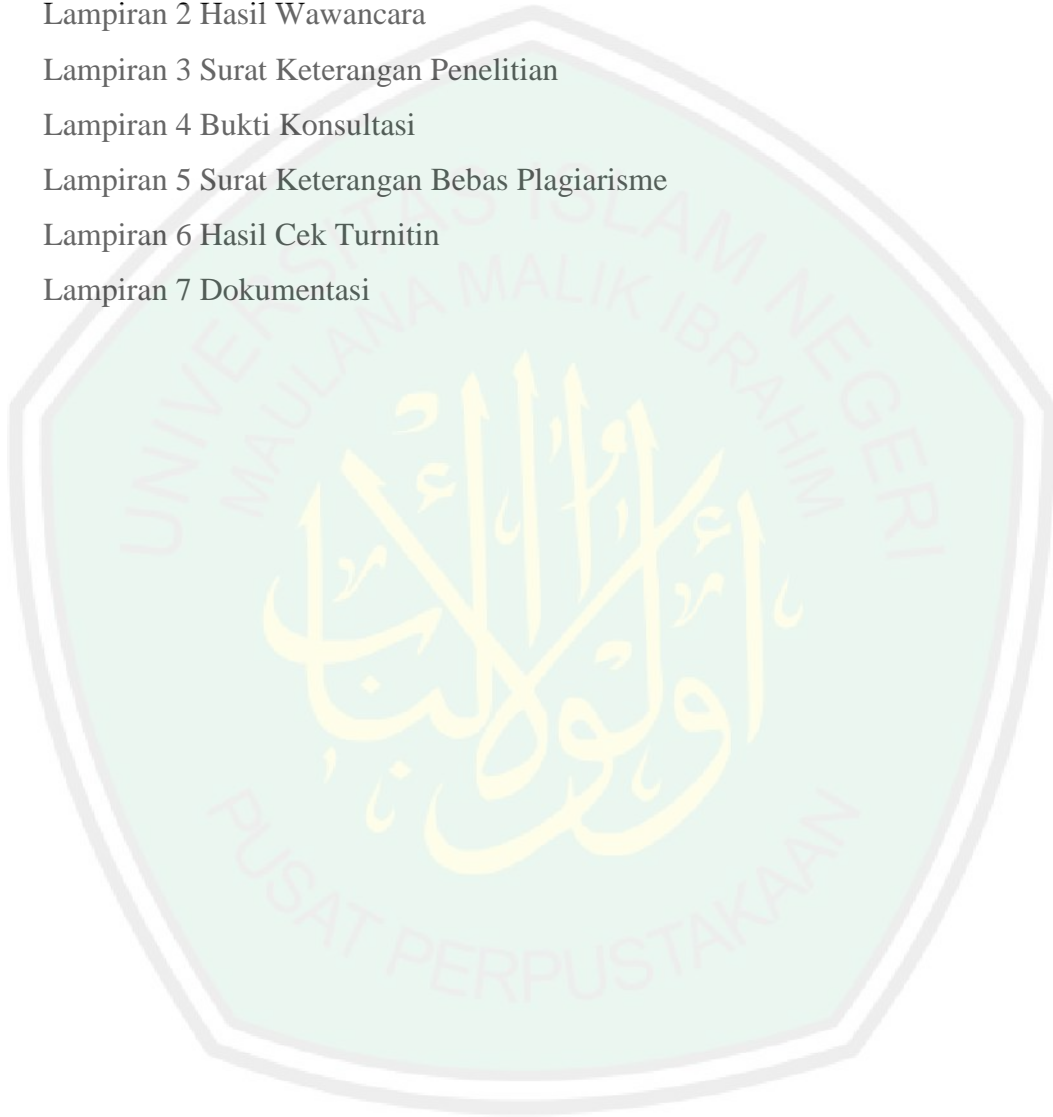 Lampiran 2 Hasil Wawancara
Lampiran 3 Surat Keterangan Penelitian
Lampiran 4 Bukti Konsultasi
Lampiran 5 Surat Keterangan Bebas Plagiarisme
Lampiran 6 Hasil Cek Turnitin
Lampiran 7 Dokumentasi
UNIVERSITAS ISLAM NEGERI
MAULANA MALIK IBRAHIM
PUSAT PERPUSTAKAAN